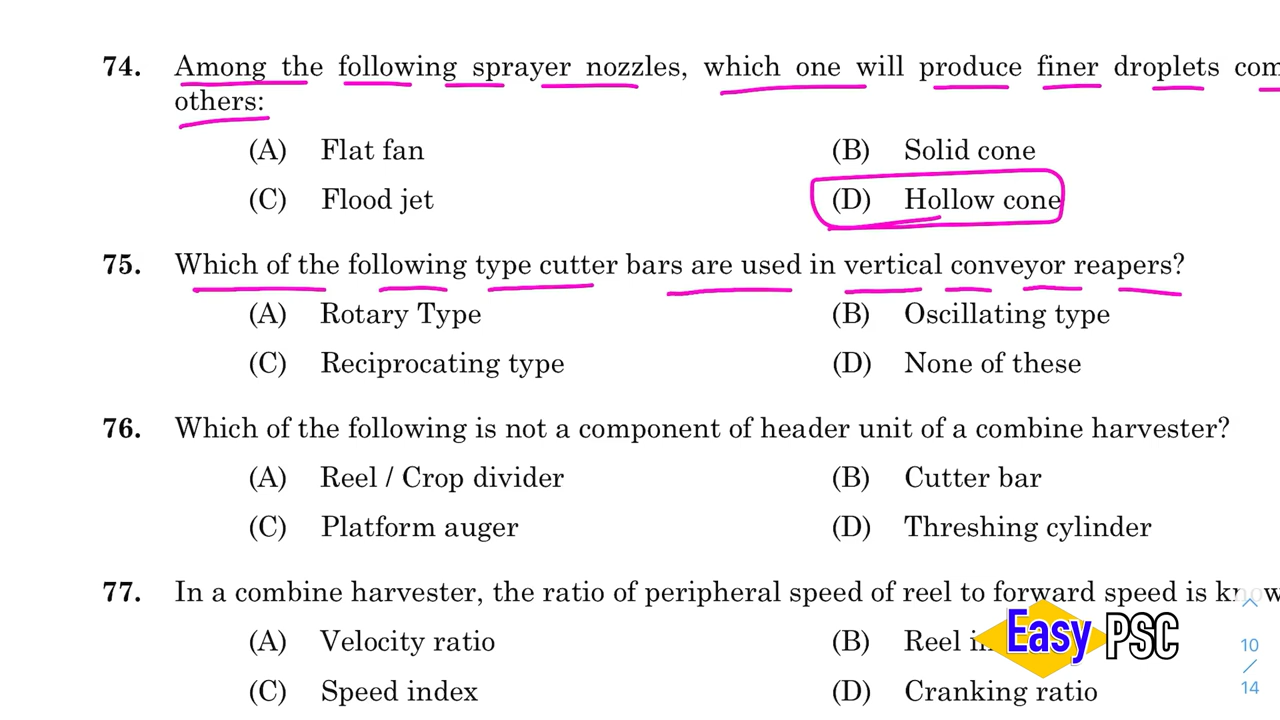 74. Among the following sprayer nozzles, which one will produce finer droplets com
others:
(A) Flat fan (B) Solid cone
(C) Flood jet (D) Hollow cone
75. Which of the following type cutter bars are used in vertical conveyor reapers?
(A) Rotary Type (B) Oscillating type
(C) Reciprocating type (D) None of these
76. Which of the following is not a component of header unit of a combine harvester?
(A) Reel / Crop divider (B) Cutter bar
(C) Platform auger (D) Threshing cylinder
77. In a combine harvester, the ratio of peripheral speed of reel to forward speed is know
(A) Velocity ratio (B) Reel
(C) Speed index (D) Cranking ratio
Easy PSC
10
/
14